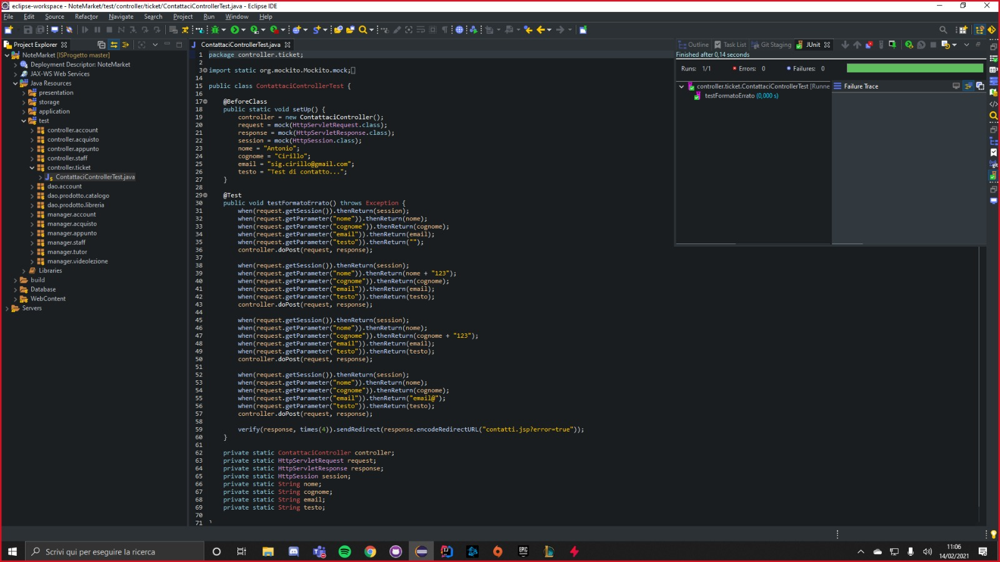 eclipse-workspace - NoteMarket/test/controller/ticket/ContattaciControllerTest.java - Eclipse IDE
File Edit Source Refactor Navigate Search Project Run Window Help
Project Explorer
NoteMarket [ISProgetto master]
Deployment Descriptor: NoteMarket
JAX-WS Web Services
Java Resources
presentation
storage
application
test
controller.account
controller.acquisto
controller.appunto
controller.staff
controller.ticket
ContattaciControllerTest.java
dao.account
dao.prodotto.catalogo
dao.prodotto.libreria
manager.account
manager.acquisto
manager.appunto
manager.staff
manager.tutor
manager.videolezione
Libraries
build
Database
WebContent
Servers
ContattaciControllerTest.java
1 package controller.ticket;
2
3 import static org.mockito.Mockito.mock;
14
15 public class ContattaciControllerTest {
16
17 @BeforeClass
18 public static void setUp() {
19 controller = new ContattaciController();
20 request = mock(HttpServletRequest.class);
21 response = mock(HttpServletResponse.class);
22 session = mock(HttpSession.class);
23 nome = "Antonio";
24 cognome = "Cirillo";
25 email = "sig.cirillo@gmail.com";
26 testo = "Test di contatto...";
27 }
28
29 @Test
30 public void testFormatoErrato() throws Exception {
31 when(request.getSession()).thenReturn(session);
32 when(request.getParameter("nome")).thenReturn(nome);
33 when(request.getParameter("cognome")).thenReturn(cognome);
34 when(request.getParameter("email")).thenReturn(email);
35 when(request.getParameter("testo")).thenReturn("");
36 controller.doPost(request, response);
37
38 when(request.getSession()).thenReturn(session);
39 when(request.getParameter("nome")).thenReturn(nome + "123");
40 when(request.getParameter("cognome")).thenReturn(cognome);
41 when(request.getParameter("email")).thenReturn(email);
42 when(request.getParameter("testo")).thenReturn(testo);
43 controller.doPost(request, response);
44
45 when(request.getSession()).thenReturn(session);
46 when(request.getParameter("nome")).thenReturn(nome);
47 when(request.getParameter("cognome")).thenReturn(cognome + "123");
48 when(request.getParameter("email")).thenReturn(email);
49 when(request.getParameter("testo")).thenReturn(testo);
50 controller.doPost(request, response);
51
52 when(request.getSession()).thenReturn(session);
53 when(request.getParameter("nome")).thenReturn(nome);
54 when(request.getParameter("cognome")).thenReturn(cognome);
55 when(request.getParameter("email")).thenReturn("email@");
56 when(request.getParameter("testo")).thenReturn(testo);
57 controller.doPost(request, response);
58
59 verify(response, times(4)).sendRedirect(response.encodeRedirectURL("contatti.jsp?error=true"));
60 }
61
62 private static ContattaciController controller;
63 private static HttpServletRequest request;
64 private static HttpServletResponse response;
65 private static HttpSession session;
66 private static String nome;
67 private static String cognome;
68 private static String email;
69 private static String testo;
70
71 }
Outline Task List Git Staging JUnit
Finished after 0,14 seconds
Runs: 1/1 Errors: 0 Failures: 0
controller.ticket.ContattaciControllerTest [Runne
testFormatoErrato (0,000 s)
Failure Trace
Scrivi qui per eseguire la ricerca
EPIC GAMES
11:06
14/02/2021